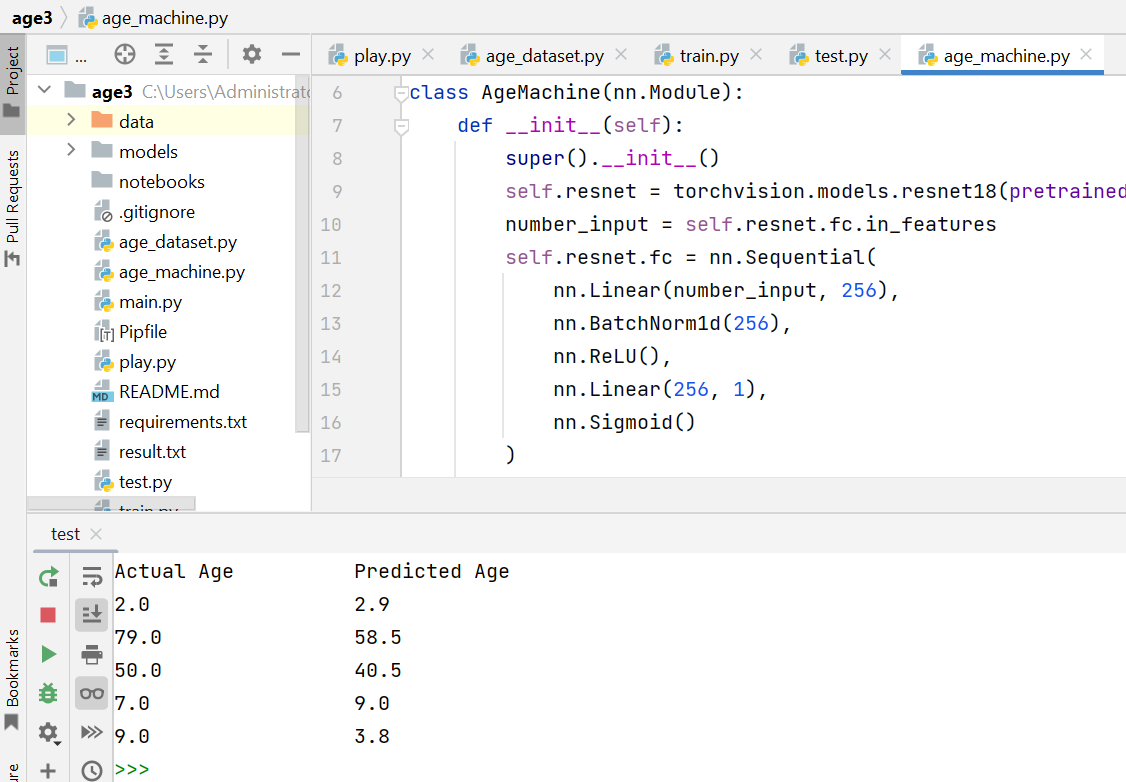 age3 age_machine.py
Project
Pull Requests
Bookmarks
...
age3 C:\Users\Administrato
data
models
notebooks
.gitignore
age_dataset.py
age_machine.py
main.py
Pipfile
play.py
README.md
requirements.txt
result.txt
test.py
train.py
play.py age_dataset.py train.py test.py age_machine.py
6 class AgeMachine(nn.Module):
7 def __init__(self):
8 super().__init__()
9 self.resnet = torchvision.models.resnet18(pretrained
10 number_input = self.resnet.fc.in_features
11 self.resnet.fc = nn.Sequential(
12 nn.Linear(number_input, 256),
13 nn.BatchNorm1d(256),
14 nn.ReLU(),
15 nn.Linear(256, 1),
16 nn.Sigmoid()
17 )
test
Actual Age Predicted Age
2.0 2.9
79.0 58.5
50.0 40.5
7.0 9.0
9.0 3.8
>>>